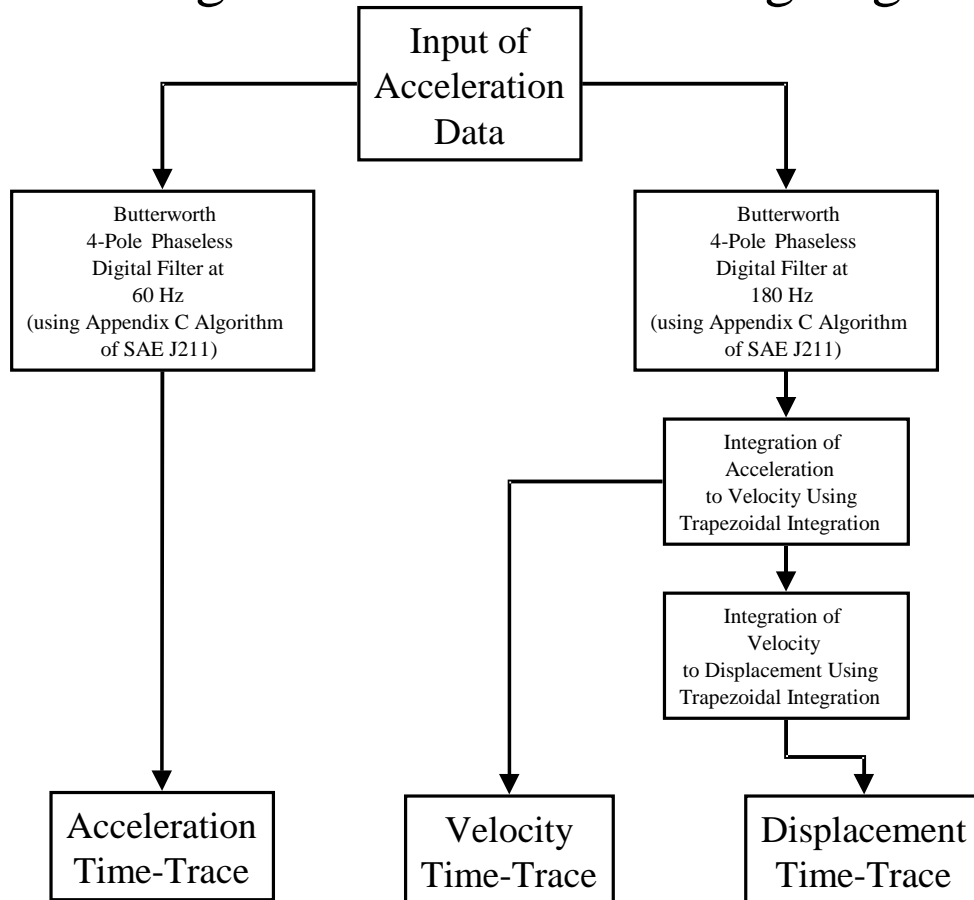 Input of
Acceleration
Data
Butterworth
4-Pole Phaseless
Digital Filter at
60 Hz
(using Appendix C Algorithm
of SAE J211)
Butterworth
4-Pole Phaseless
Digital Filter at
180 Hz
(using Appendix C Algorithm
of SAE J211)
Integration of
Acceleration
to Velocity Using
Trapezoidal Integration
Integration of
Velocity
to Displacement Using
Trapezoidal Integration
Acceleration
Time-Trace
Velocity
Time-Trace
Displacement
Time-Trace